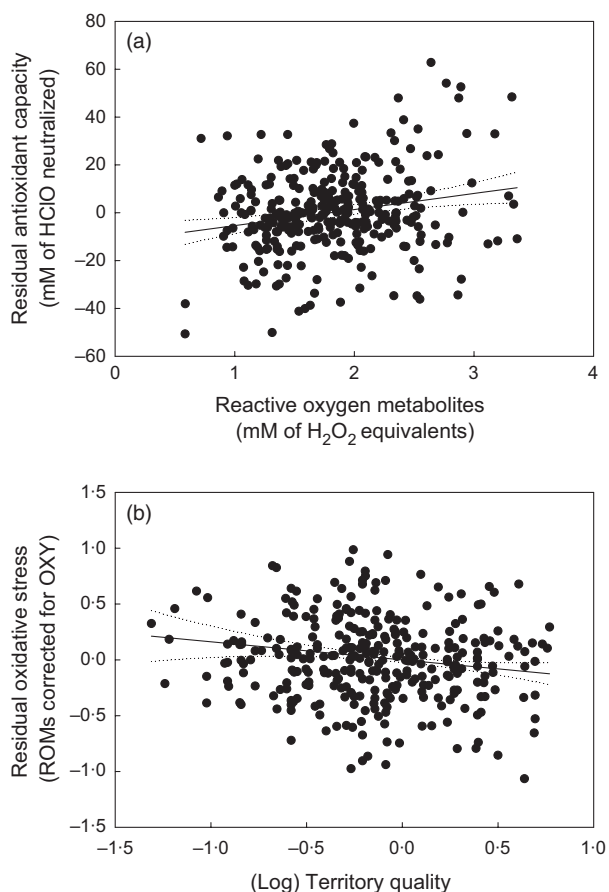 (a)
80
60
40
20
0
–20
–40
–60
Residual antioxidant capacity
(mM of HClO neutralized)
0
1
2
3
4
Reactive oxygen metabolites
(mM of H₂O₂ equivalents)
(b)
1·5
1·0
0·5
0·0
–0·5
–1·0
–1·5
Residual oxidative stress
(ROMs corrected for OXY)
–1·5
–1·0
–0·5
0·0
0·5
1·0
(Log) Territory quality